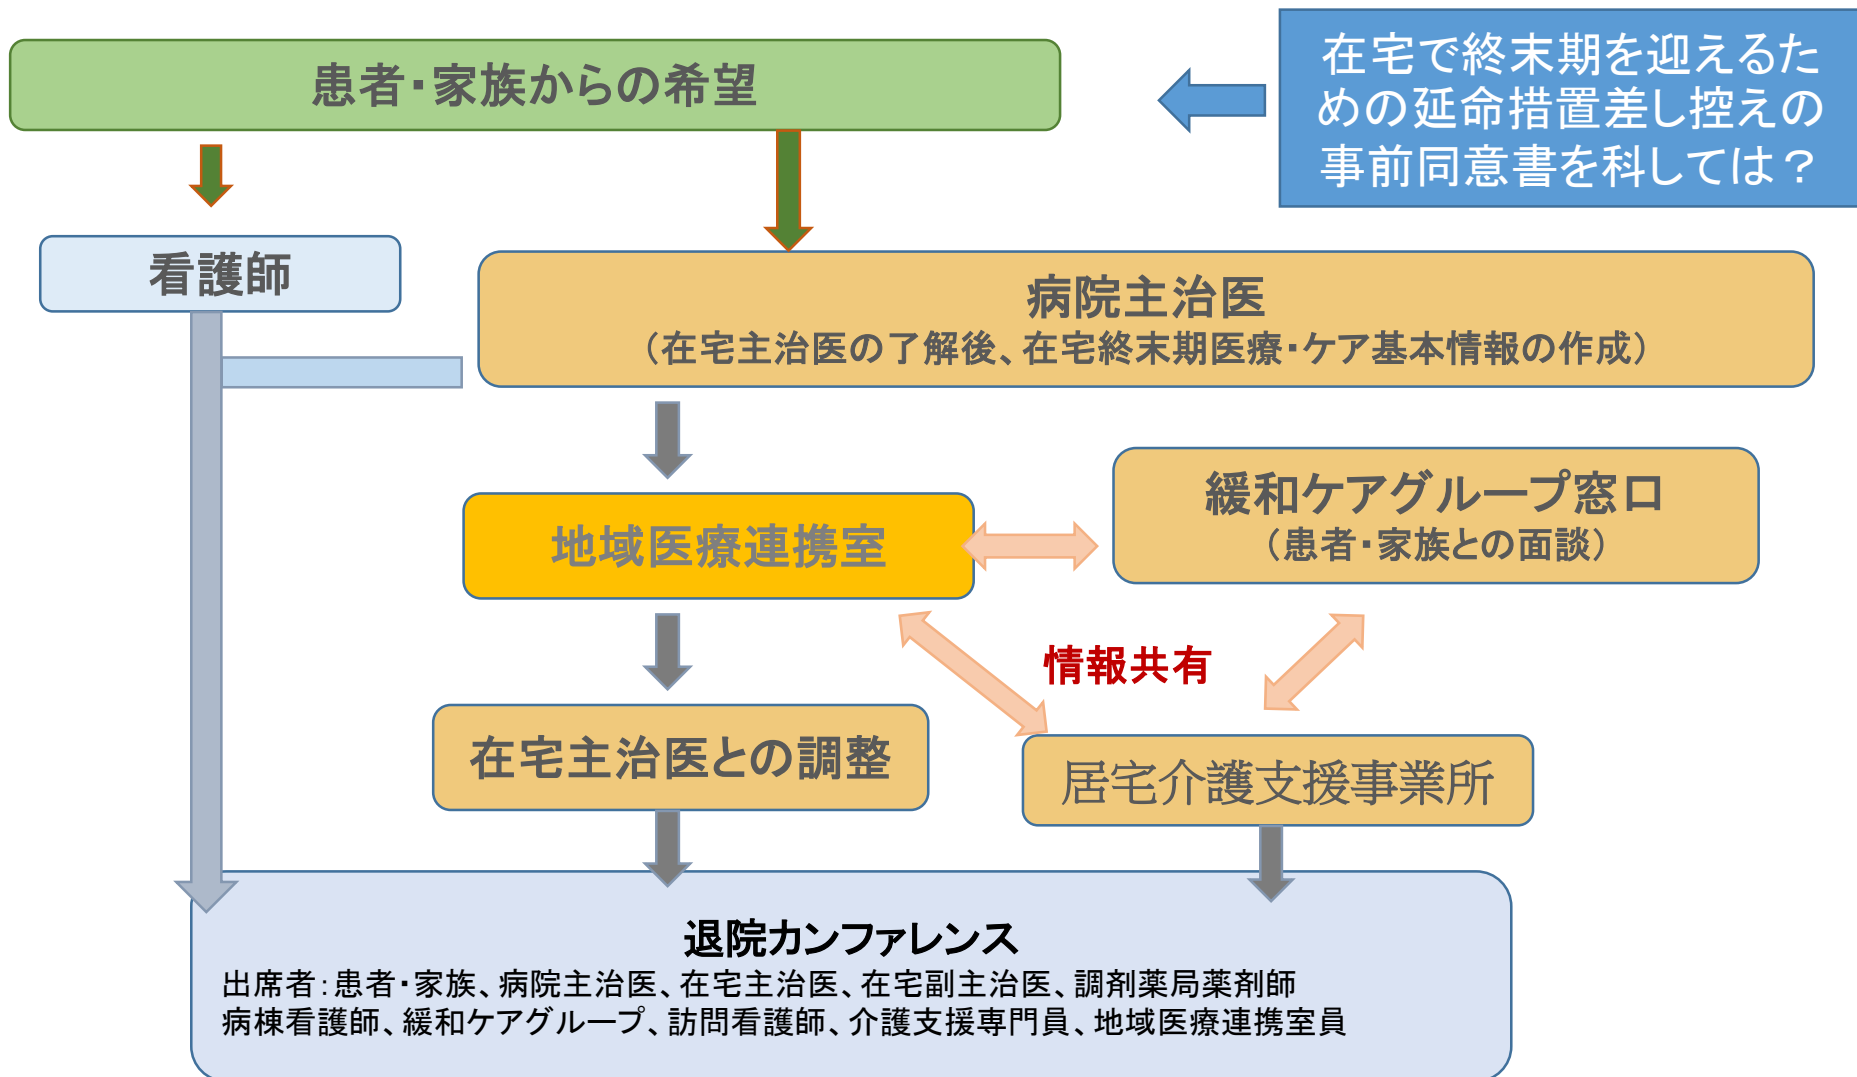 患者・家族からの希望
在宅で終末期を迎えるた
めの延命措置差し控えの
事前同意書を科しては？
看護師
病院主治医
（在宅主治医の了解後、在宅終末期医療・ケア基本情報の作成）
緩和ケアグループ窓口
（患者・家族との面談）
地域医療連携室
情報共有
在宅主治医との調整
居宅介護支援事業所
退院カンファレンス
出席者：患者・家族、病院主治医、在宅主治医、在宅副主治医、調剤薬局薬剤師
病棟看護師、緩和ケアグループ、訪問看護師、介護支援専門員、地域医療連携室員